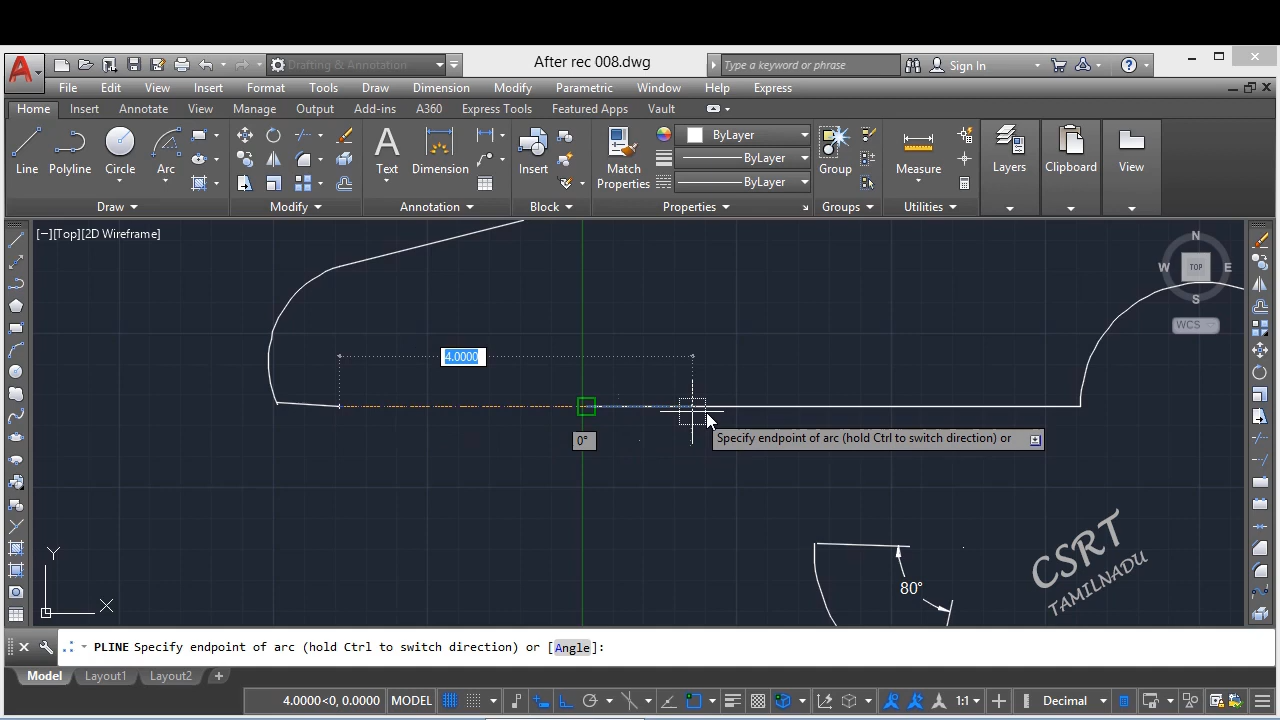 After rec 008.dwg
Drafting & Annotation
Type a keyword or phrase
Sign In
File Edit View Insert Format Tools Draw Dimension Modify Parametric Window Help Express
Home Insert Annotate View Manage Output Add-ins A360 Express Tools Featured Apps Vault
Line Polyline Circle Arc
Text Dimension
Insert
Match Properties
ByLayer
ByLayer
ByLayer
Group
Measure
Layers
Clipboard
View
Draw Modify Annotation Block Properties Groups Utilities
[−][Top][2D Wireframe]
N
W TOP E
S
WCS
4.0000
0°
Specify endpoint of arc (hold Ctrl to switch direction) or
80°
CSRT
TAMILNADU
Y
X
PLINE Specify endpoint of arc (hold Ctrl to switch direction) or [Angle]:
Model Layout1 Layout2 +
4.0000<0, 0.0000 MODEL 1:1 Decimal